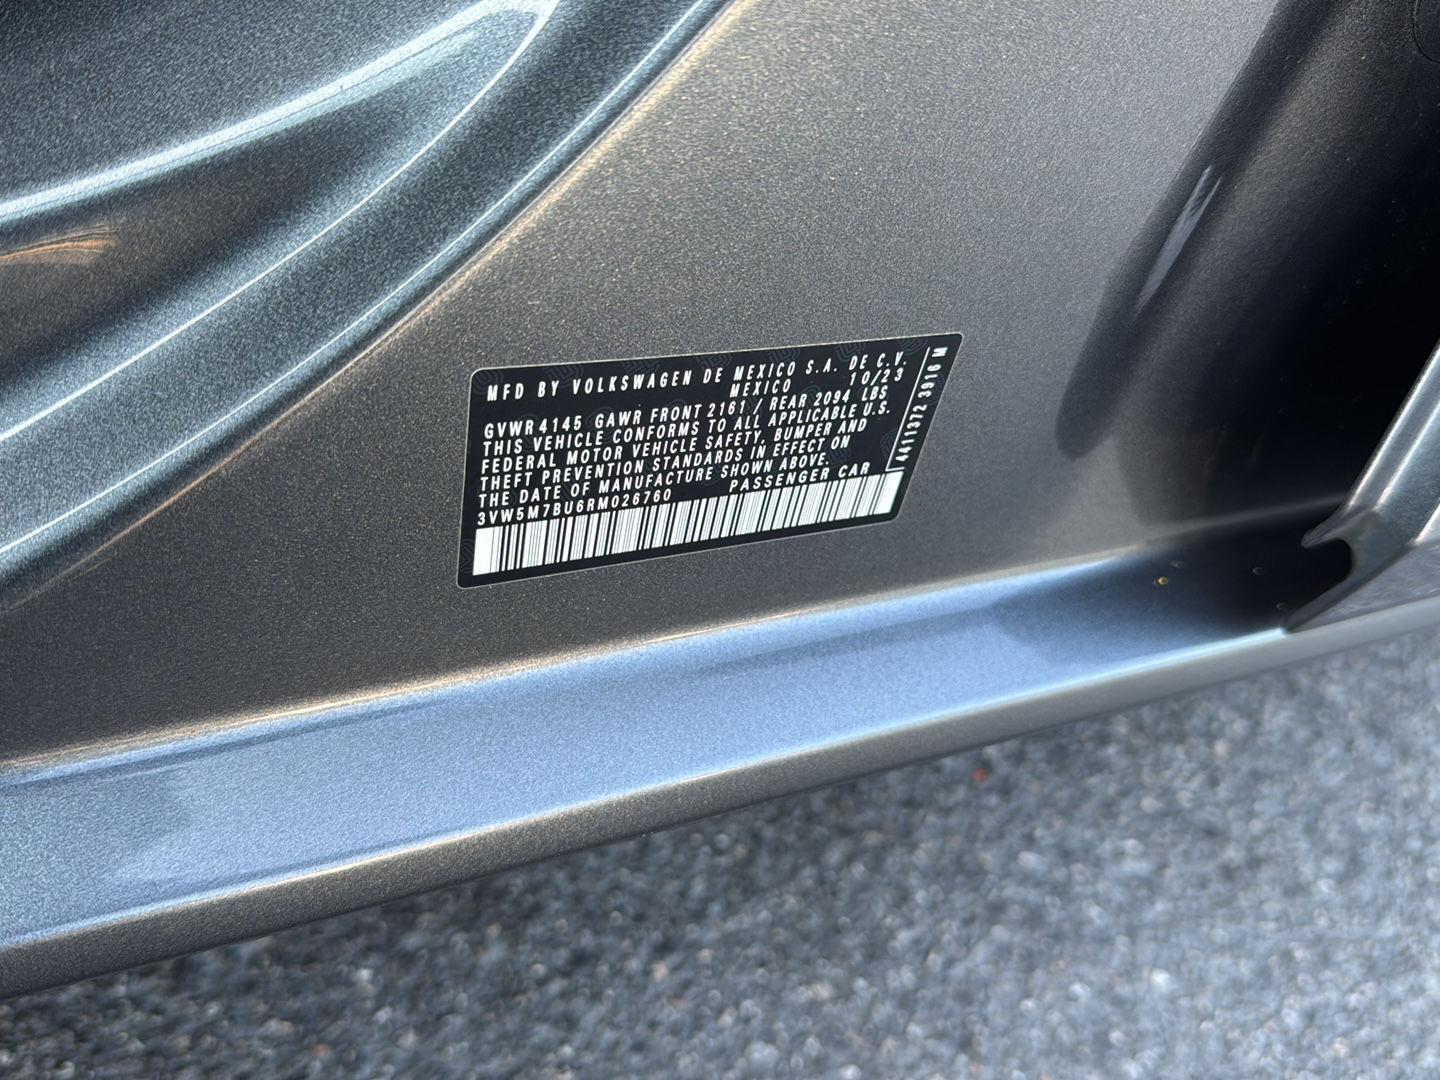 MFD BY VOLKSWAGEN DE MEXICO S.A. DE C.V.
MEXICO 10/23
GVWR 4145 GAWR FRONT 2161 / REAR 2094 LBS
THIS VEHICLE CONFORMS TO ALL APPLICABLE U.S.
FEDERAL MOTOR VEHICLE SAFETY, BUMPER AND
THEFT PREVENTION STANDARDS IN EFFECT ON
THE DATE OF MANUFACTURE SHOWN ABOVE.
3VW5M7BU6RM026760 PASSENGER CAR
4411372 3916 M